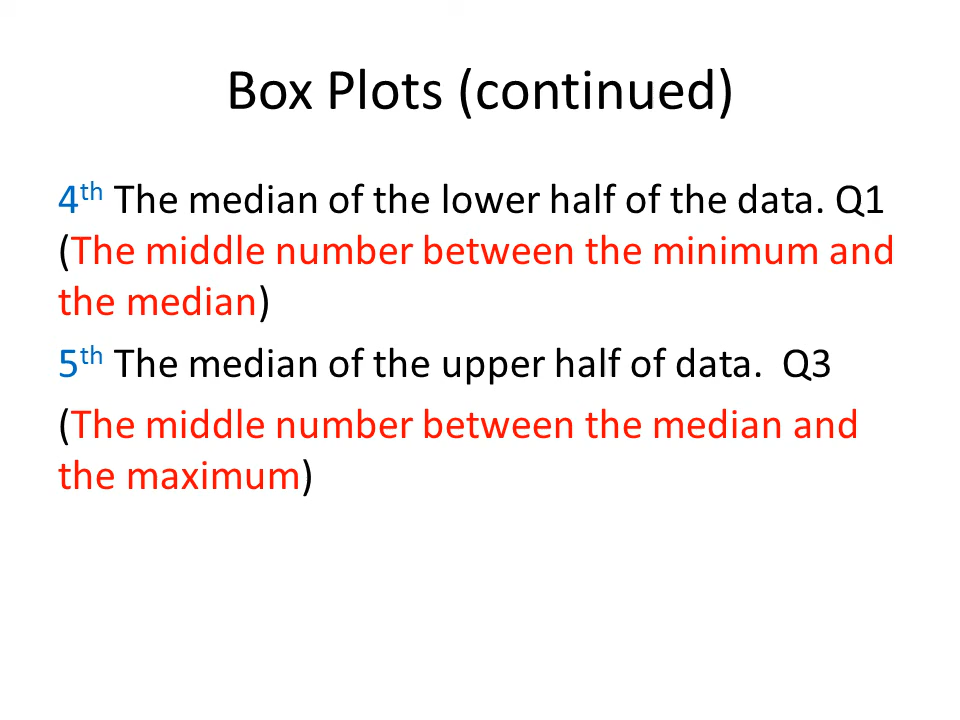 Box Plots (continued)
4th The median of the lower half of the data. Q1
(The middle number between the minimum and
the median)
5th The median of the upper half of data.  Q3
(The middle number between the median and
the maximum)